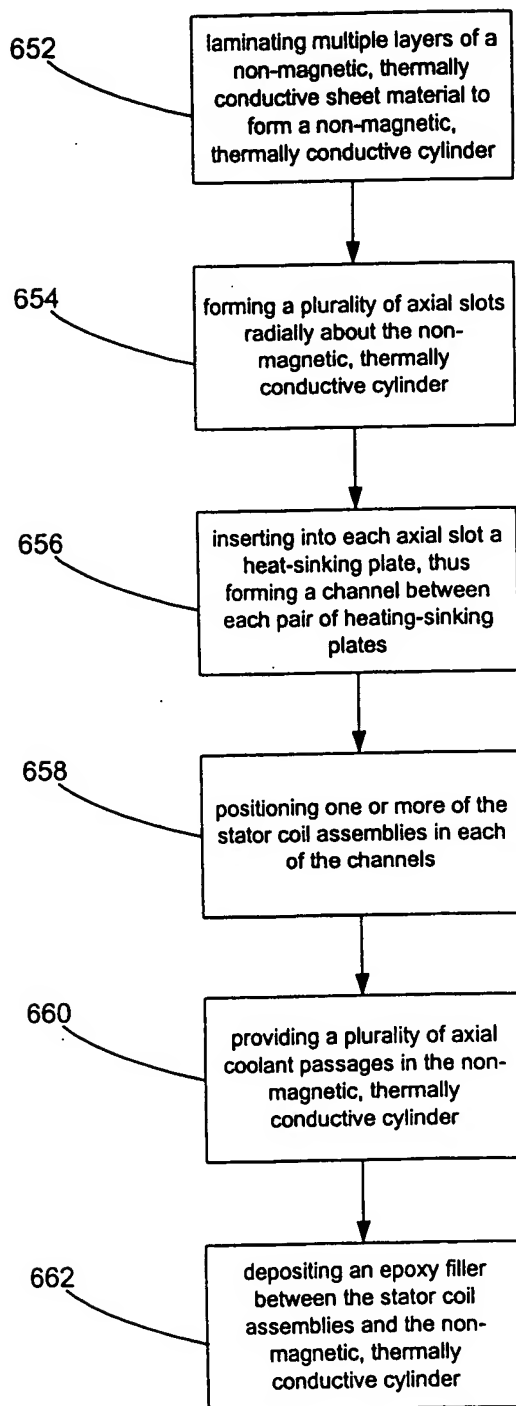 652
laminating multiple layers of a
non-magnetic, thermally
conductive sheet material to
form a non-magnetic,
thermally conductive cylinder
654
forming a plurality of axial slots
radially about the non-
magnetic, thermally
conductive cylinder
656
inserting into each axial slot a
heat-sinking plate, thus
forming a channel between
each pair of heating-sinking
plates
658
positioning one or more of the
stator coil assemblies in each
of the channels
660
providing a plurality of axial
coolant passages in the non-
magnetic, thermally
conductive cylinder
662
depositing an epoxy filler
between the stator coil
assemblies and the non-
magnetic, thermally
conductive cylinder